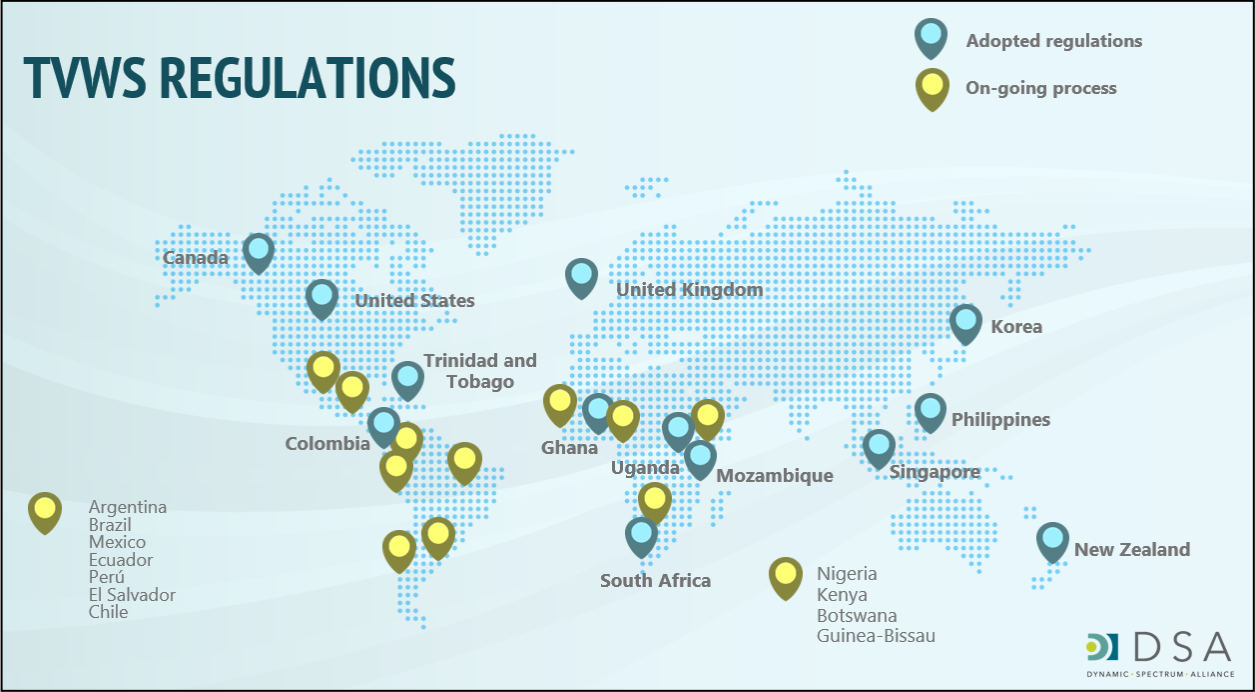 TVWS REGULATIONS
Adopted regulations
On-going process
Canada
United States
United Kingdom
Korea
Trinidad and
Tobago
Colombia
Ghana
Uganda
Mozambique
Philippines
Singapore
South Africa
New Zealand
Argentina
Brazil
Mexico
Ecuador
Perú
El Salvador
Chile
Nigeria
Kenya
Botswana
Guinea-Bissau
DSA
DYNAMIC · SPECTRUM · ALLIANCE